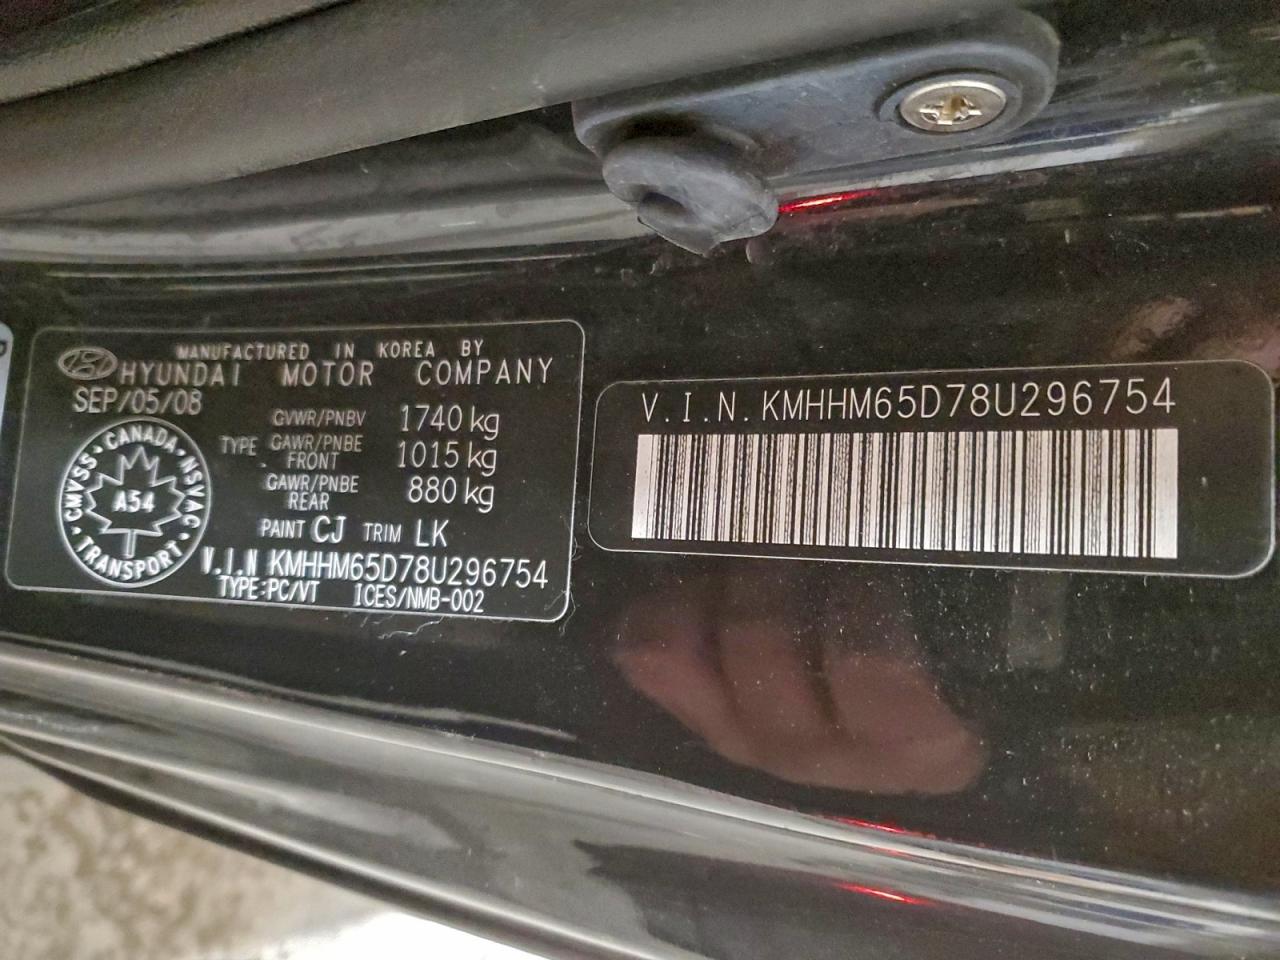 MANUFACTURED IN KOREA BY
HYUNDAI MOTOR COMPANY
SEP/05/08
GVWR/PNBV 1740 kg
TYPE GAWR/PNBE FRONT 1015 kg
GAWR/PNBE REAR 880 kg
PAINT CJ TRIM LK
V.I.N KMHHM65D78U296754
TYPE:PC/VT ICES/NMB-002
CANADA · NSVAC · TRANSPORT · CMVSS ·
A54
V.I.N. KMHHM65D78U296754